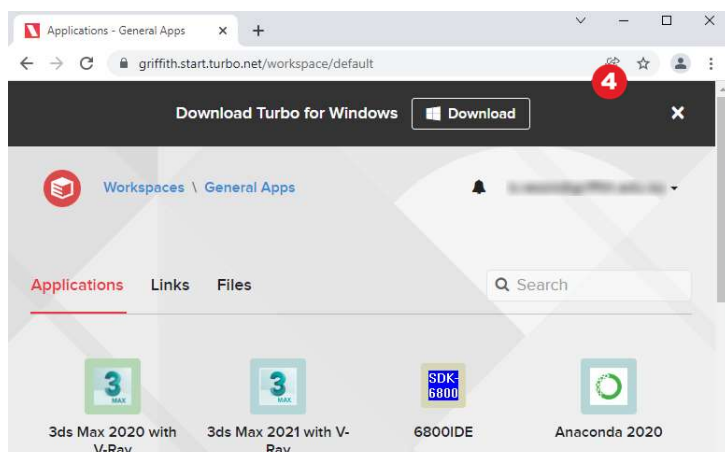 Applications - General Apps
griffith.start.turbo.net/workspace/default
4
Download Turbo for Windows Download
Workspaces \ General Apps
Applications Links Files Search
3 MAX 3 MAX SDK-
6800
3ds Max 2020 with 3ds Max 2021 with V- 6800IDE Anaconda 2020
V-Ray Ray